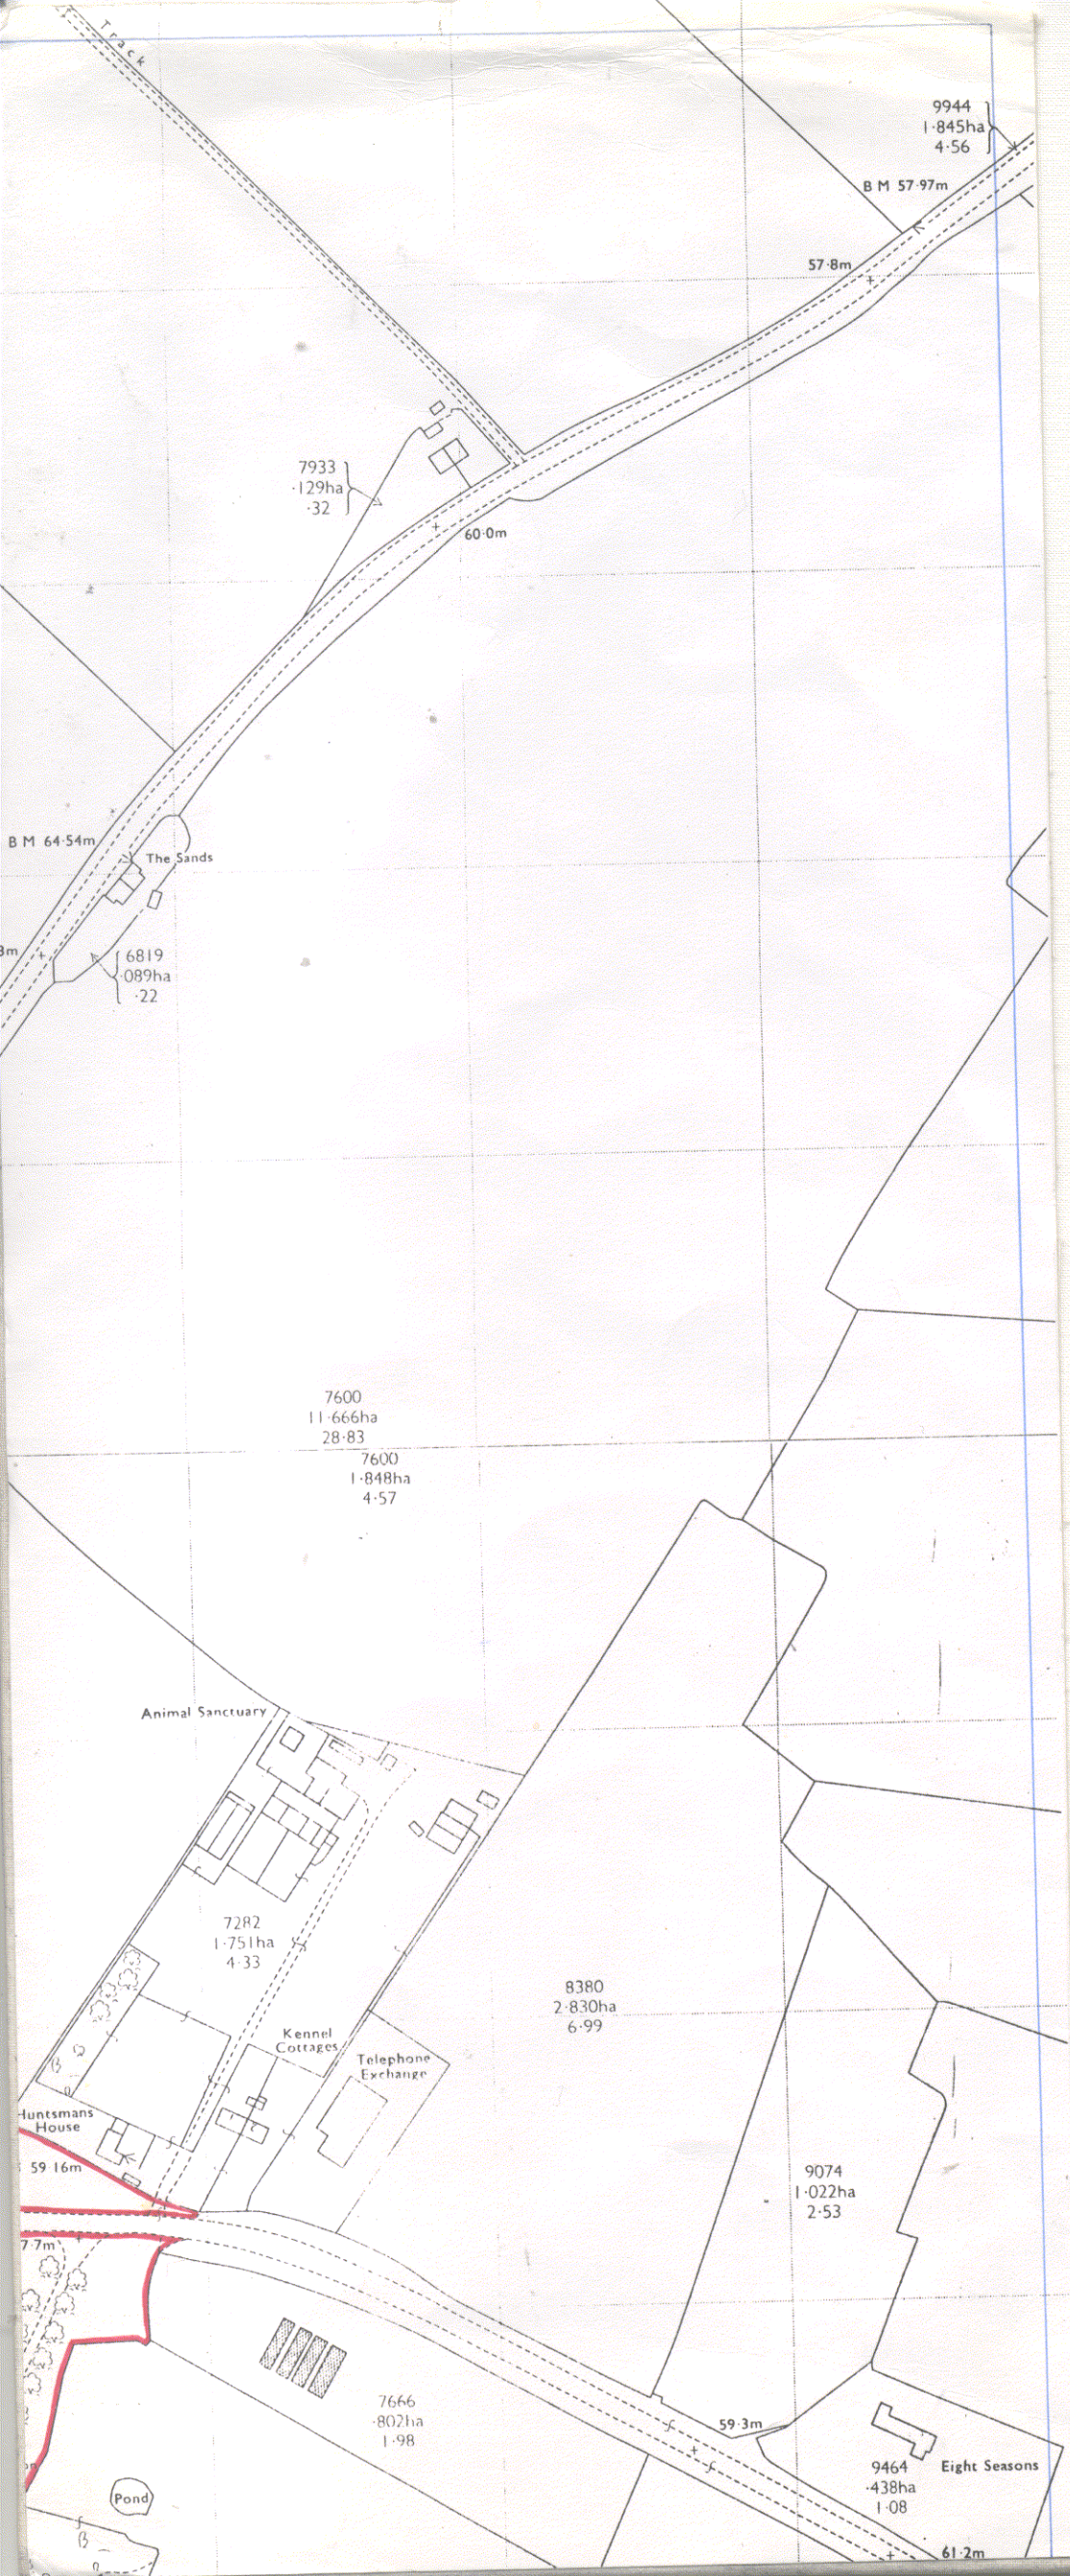 Track
9944
1·845ha
4·56
B M 57·97m
57·8m
7933
·129ha
·32
60·0m
B M 64·54m
The Sands
6819
·089ha
·22
3m
7600
11·666ha
28·83
7600
1·848ha
4·57
Animal Sanctuary
7282
1·751ha
4·33
8380
2·830ha
6·99
Kennel
Cottages
Telephone
Exchange
Huntsmans
House
59·16m
9074
1·022ha
2·53
7·7m
7666
·802ha
1·98
59·3m
9464
·438ha
1·08
Eight Seasons
Pond
61·2m